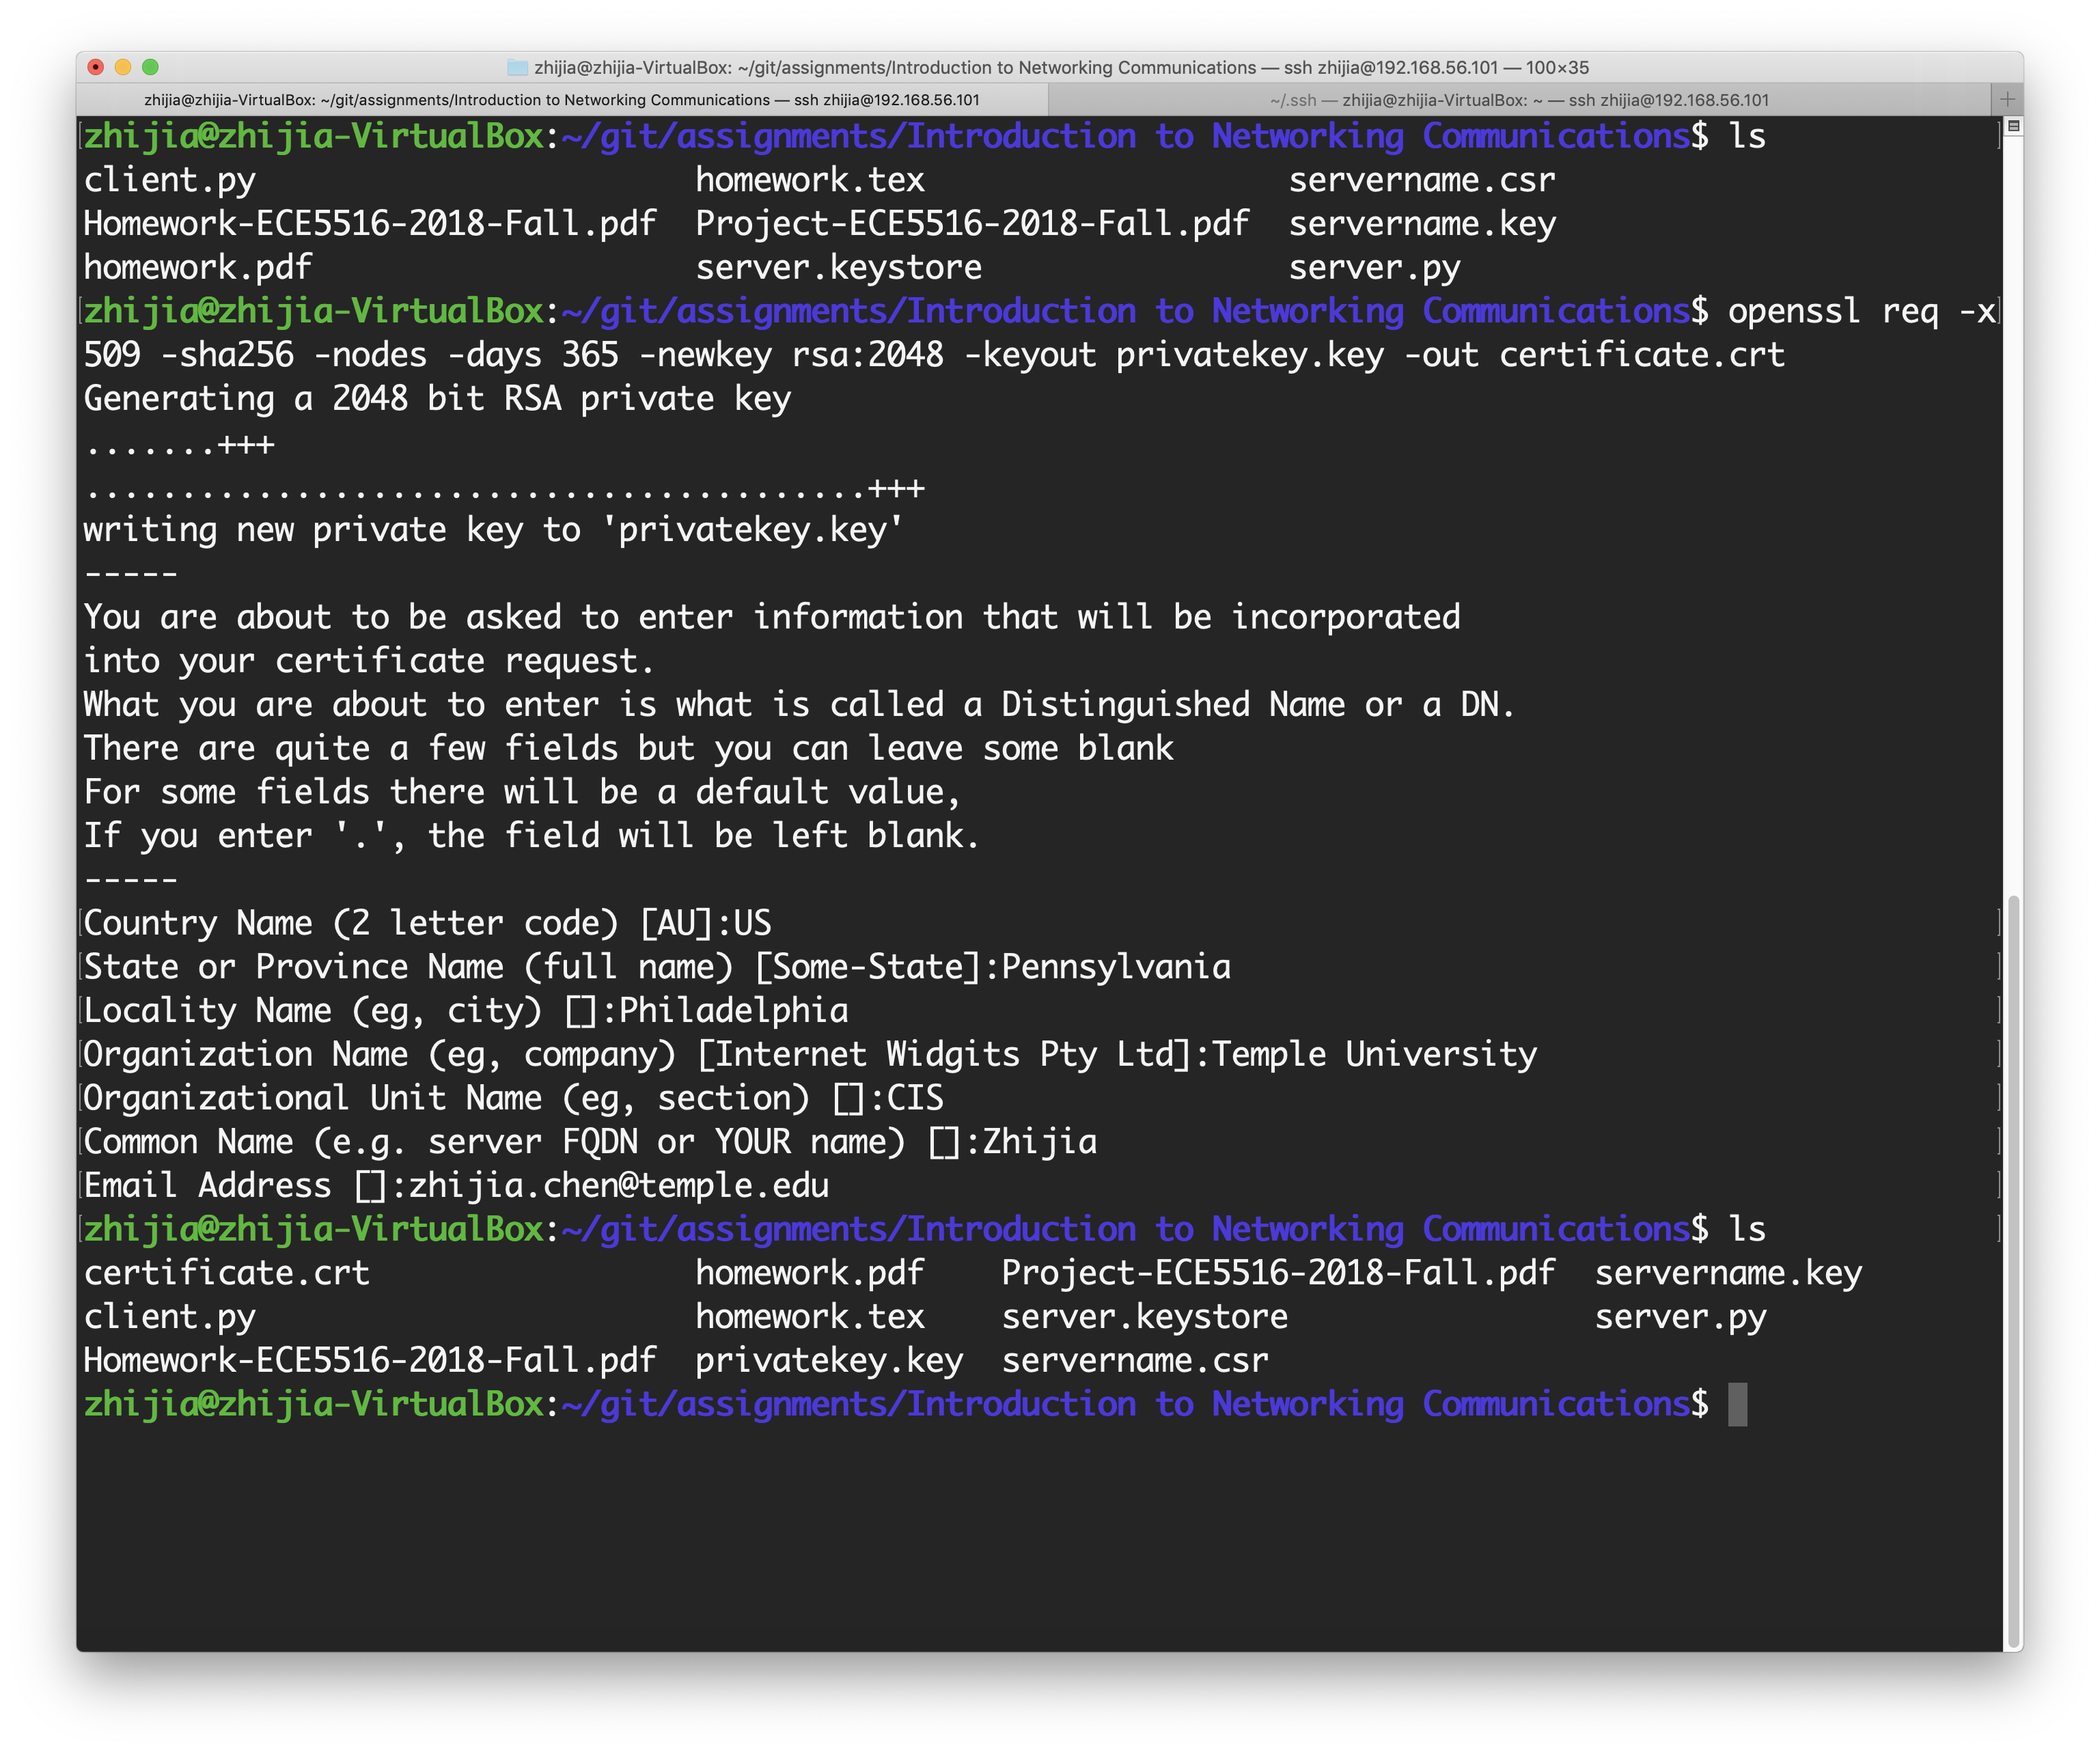 zhijia@zhijia-VirtualBox: ~/git/assignments/Introduction to Networking Communications — ssh zhijia@192.168.56.101 — 100×35
zhijia@zhijia-VirtualBox: ~/git/assignments/Introduction to Networking Communications — ssh zhijia@192.168.56.101
~/.ssh — zhijia@zhijia-VirtualBox: ~ — ssh zhijia@192.168.56.101
zhijia@zhijia-VirtualBox:~/git/assignments/Introduction to Networking Communications$ ls
client.py                       homework.tex                   servername.csr
Homework-ECE5516-2018-Fall.pdf  Project-ECE5516-2018-Fall.pdf  servername.key
homework.pdf                    server.keystore                server.py
zhijia@zhijia-VirtualBox:~/git/assignments/Introduction to Networking Communications$ openssl req -x
509 -sha256 -nodes -days 365 -newkey rsa:2048 -keyout privatekey.key -out certificate.crt
Generating a 2048 bit RSA private key
.......+++
.........................................+++
writing new private key to 'privatekey.key'
-----
You are about to be asked to enter information that will be incorporated
into your certificate request.
What you are about to enter is what is called a Distinguished Name or a DN.
There are quite a few fields but you can leave some blank
For some fields there will be a default value,
If you enter '.', the field will be left blank.
-----
Country Name (2 letter code) [AU]:US
State or Province Name (full name) [Some-State]:Pennsylvania
Locality Name (eg, city) []:Philadelphia
Organization Name (eg, company) [Internet Widgits Pty Ltd]:Temple University
Organizational Unit Name (eg, section) []:CIS
Common Name (e.g. server FQDN or YOUR name) []:Zhijia
Email Address []:zhijia.chen@temple.edu
zhijia@zhijia-VirtualBox:~/git/assignments/Introduction to Networking Communications$ ls
certificate.crt                 homework.pdf    Project-ECE5516-2018-Fall.pdf  servername.key
client.py                       homework.tex    server.keystore                server.py
Homework-ECE5516-2018-Fall.pdf  privatekey.key  servername.csr
zhijia@zhijia-VirtualBox:~/git/assignments/Introduction to Networking Communications$